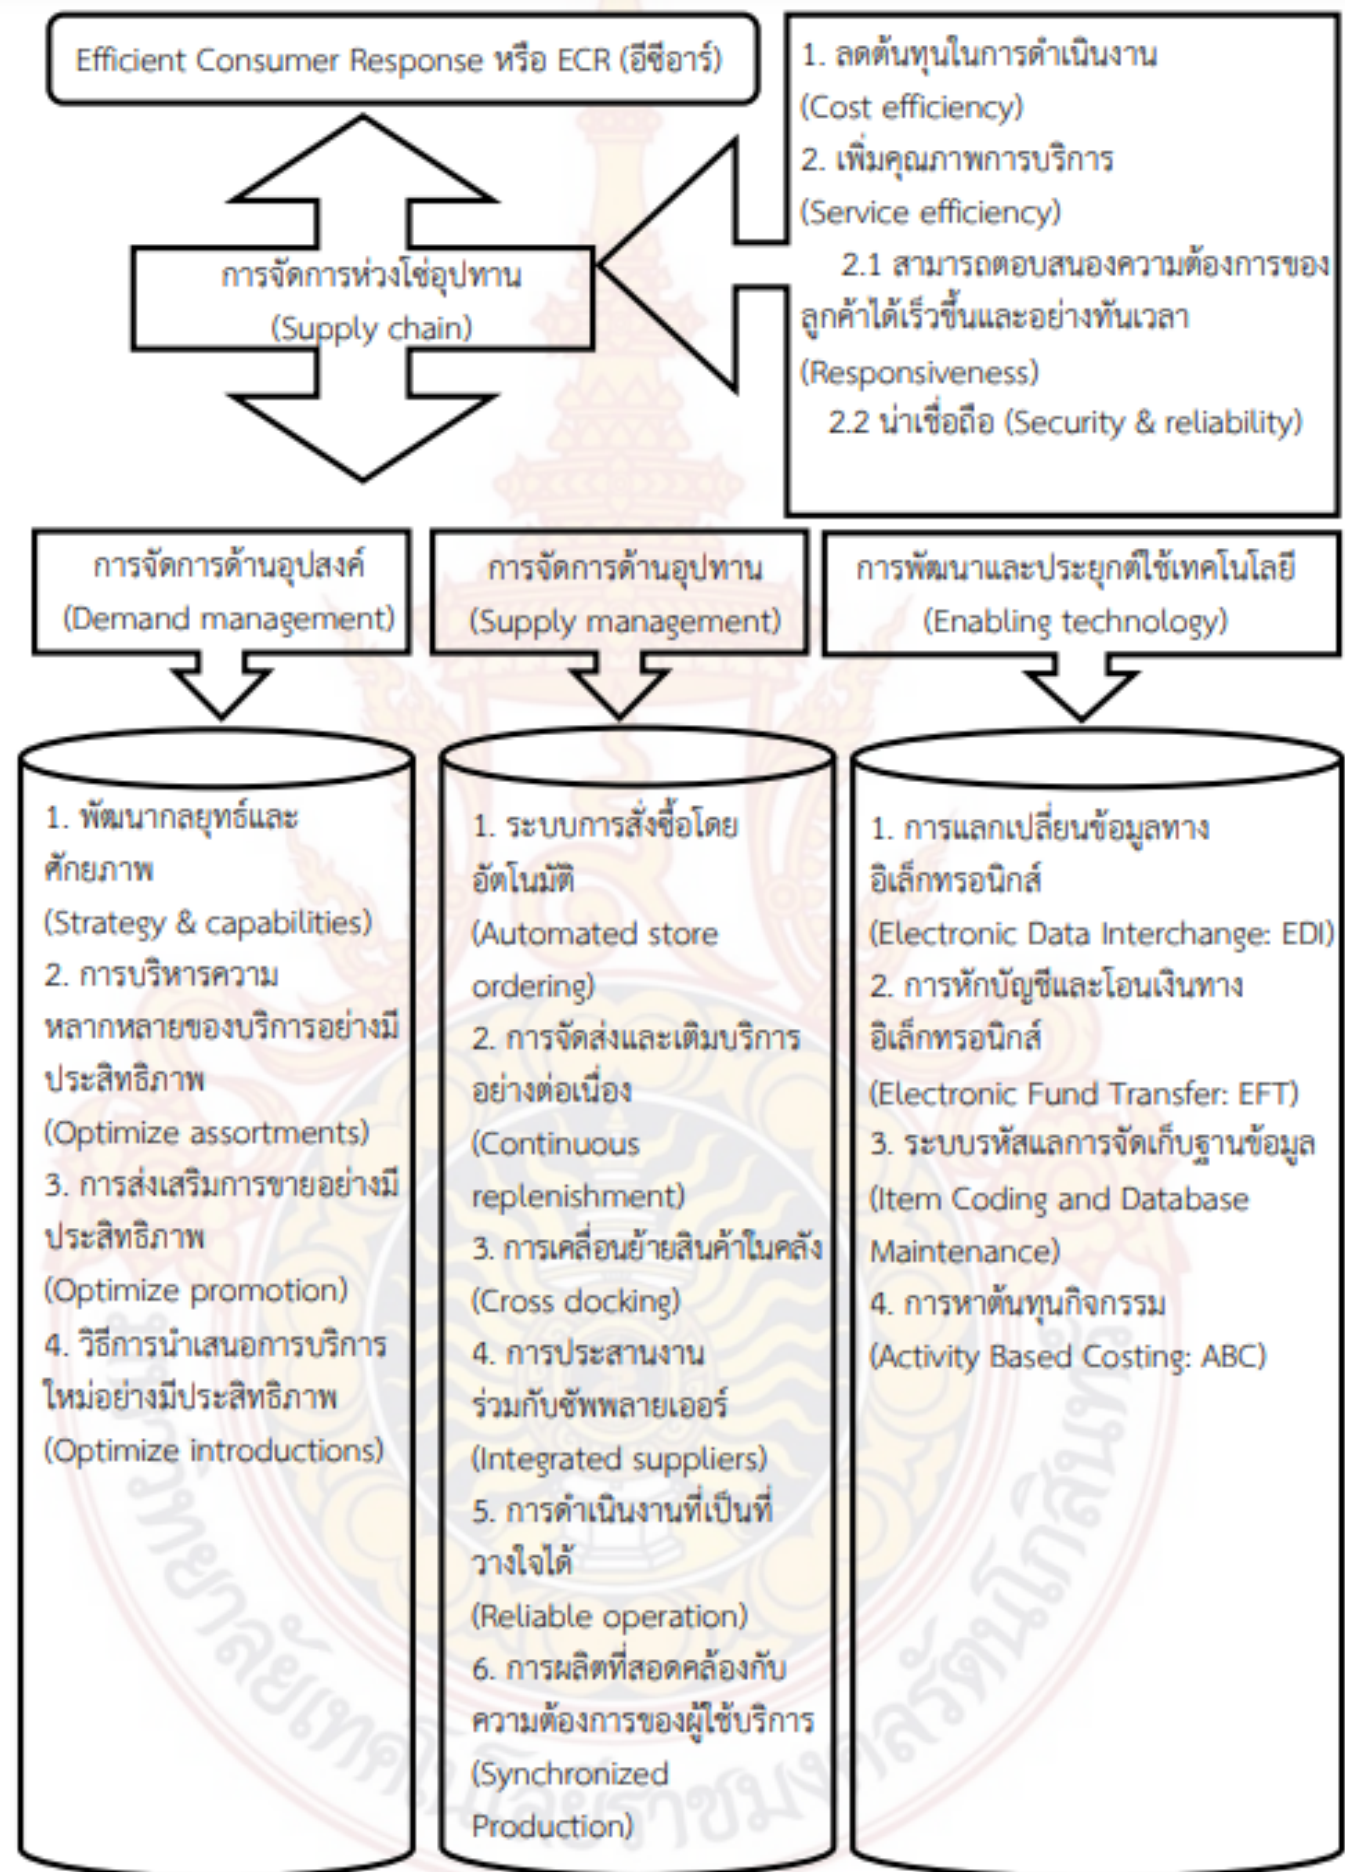 Efficient Consumer Response หรือ ECR (อีซีอาร์)
1. ลดต้นทุนในการดำเนินงาน
(Cost efficiency)
2. เพิ่มคุณภาพการบริการ
(Service efficiency)
2.1 สามารถตอบสนองความต้องการของ
ลูกค้าได้เร็วขึ้นและอย่างทันเวลา
(Responsiveness)
2.2 น่าเชื่อถือ (Security & reliability)
การจัดการห่วงโซ่อุปทาน
(Supply chain)
การจัดการด้านอุปสงค์
(Demand management)
การจัดการด้านอุปทาน
(Supply management)
การพัฒนาและประยุกต์ใช้เทคโนโลยี
(Enabling technology)
1. พัฒนากลยุทธ์และ
ศักยภาพ
(Strategy & capabilities)
2. การบริหารความ
หลากหลายของบริการอย่างมี
ประสิทธิภาพ
(Optimize assortments)
3. การส่งเสริมการขายอย่างมี
ประสิทธิภาพ
(Optimize promotion)
4. วิธีการนำเสนอการบริการ
ใหม่อย่างมีประสิทธิภาพ
(Optimize introductions)
1. ระบบการสั่งซื้อโดย
อัตโนมัติ
(Automated store
ordering)
2. การจัดส่งและเติมบริการ
อย่างต่อเนื่อง
(Continuous
replenishment)
3. การเคลื่อนย้ายสินค้าในคลัง
(Cross docking)
4. การประสานงาน
ร่วมกับซัพพลายเออร์
(Integrated suppliers)
5. การดำเนินงานที่เป็นที่
วางใจได้
(Reliable operation)
6. การผลิตที่สอดคล้องกับ
ความต้องการของผู้ใช้บริการ
(Synchronized
Production)
1. การแลกเปลี่ยนข้อมูลทาง
อิเล็กทรอนิกส์
(Electronic Data Interchange: EDI)
2. การหักบัญชีและโอนเงินทาง
อิเล็กทรอนิกส์
(Electronic Fund Transfer: EFT)
3. ระบบรหัสแลการจัดเก็บฐานข้อมูล
(Item Coding and Database
Maintenance)
4. การหาต้นทุนกิจกรรม
(Activity Based Costing: ABC)
มหาวิทยาลัยเทคโนโลยีราชมงคลรัตนโกสินทร์